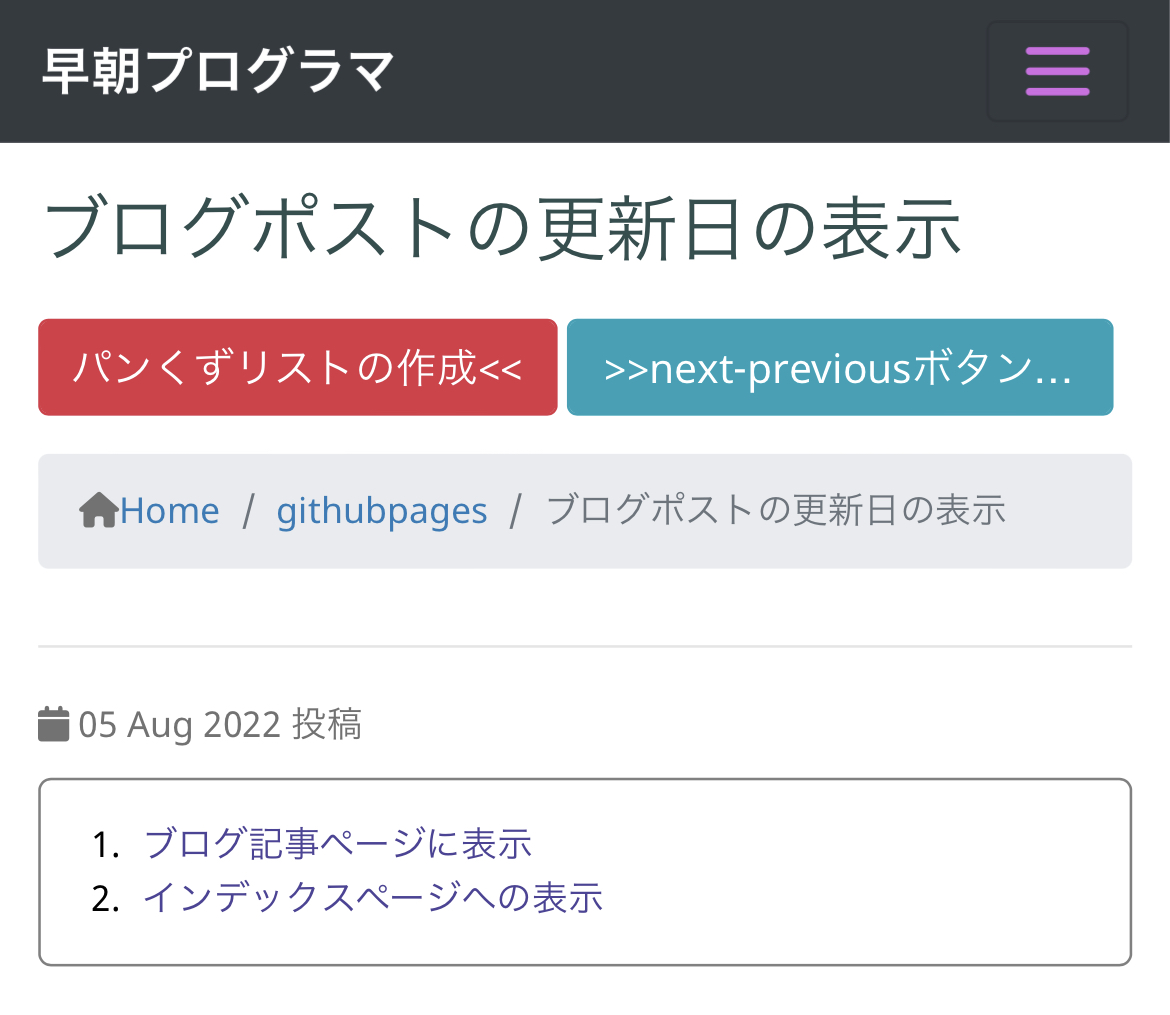 早朝プログラマ
ブログポストの更新日の表示
パンくずリストの作成<< >>next-previousボタン...
Home / githubpages / ブログポストの更新日の表示
05 Aug 2022 投稿
1. ブログ記事ページに表示
2. インデックスページへの表示